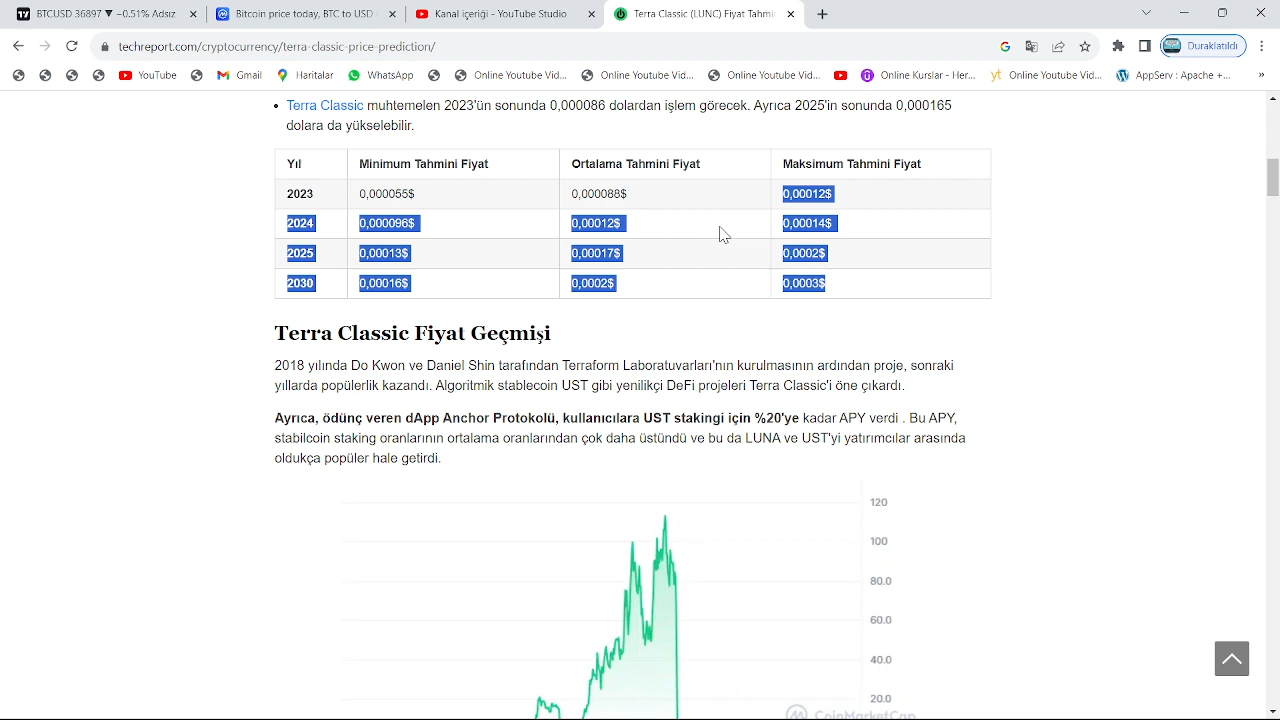 BTCUSD 36897 ▼ −0.51% Adsız
Bitcoin price today, BTC to USD
Kanal içeriği - YouTube Studio
Terra Classic (LUNC) Fiyat Tahmin
techreport.com/cryptocurrency/terra-classic-price-prediction/
Duraklatıldı
YouTube
Gmail
Haritalar
WhatsApp
Online Youtube Vid...
Online Youtube Vid...
Online Youtube Vid...
Online Kurslar - Her...
Online Youtube Vid...
AppServ : Apache +...
»
• Terra Classic muhtemelen 2023'ün sonunda 0,000086 dolardan işlem görecek. Ayrıca 2025'in sonunda 0,000165
dolara da yükselebilir.
Yıl Minimum Tahmini Fiyat Ortalama Tahmini Fiyat Maksimum Tahmini Fiyat
2023 0,000055$ 0,000088$ 0,00012$
2024 0,000096$ 0,00012$ 0,00014$
2025 0,00013$ 0,00017$ 0,0002$
2030 0,00016$ 0,0002$ 0,0003$
Terra Classic Fiyat Geçmişi
2018 yılında Do Kwon ve Daniel Shin tarafından Terraform Laboratuvarları'nın kurulmasının ardından proje, sonraki
yıllarda popülerlik kazandı. Algoritmik stablecoin UST gibi yenilikçi DeFi projeleri Terra Classic'i öne çıkardı.
Ayrıca, ödünç veren dApp Anchor Protokolü, kullanıcılara UST stakingi için %20'ye kadar APY verdi . Bu APY,
stabilcoin staking oranlarının ortalama oranlarından çok daha üstündü ve bu da LUNA ve UST'yi yatırımcılar arasında
oldukça popüler hale getirdi.
120
100
80.0
60.0
40.0
20.0
CoinMarketCap